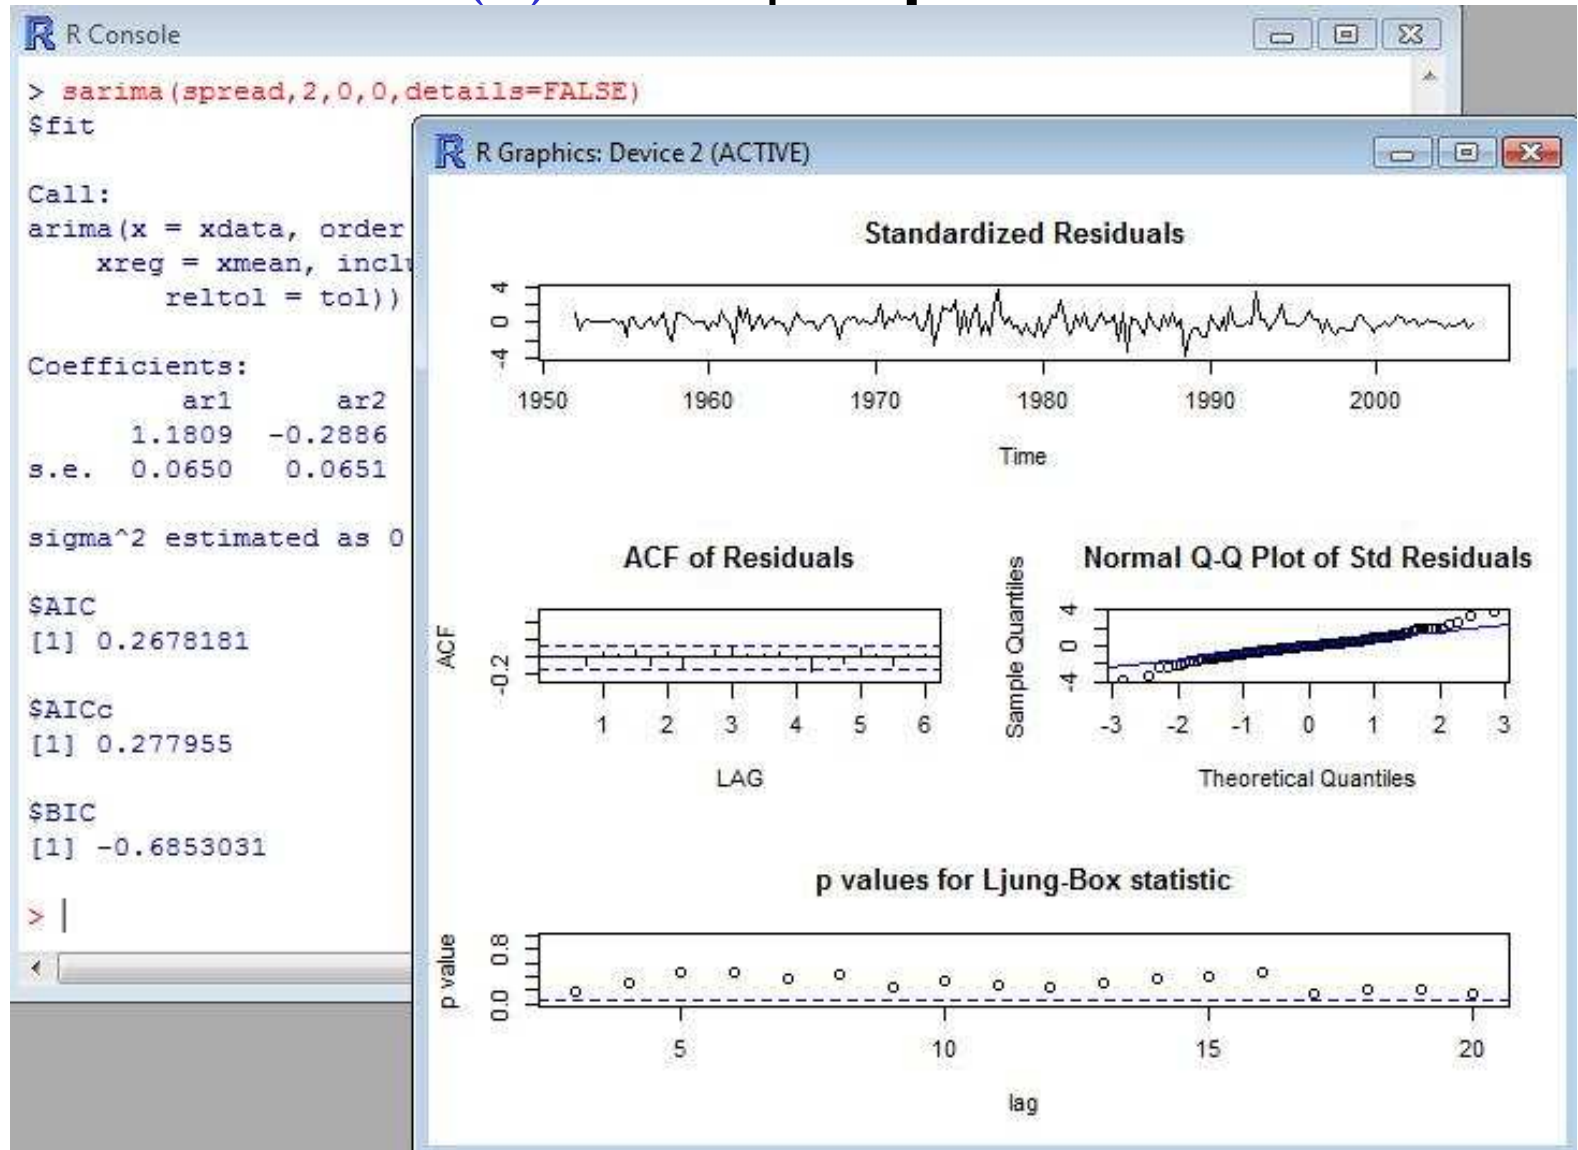 R Console
> sarima(spread,2,0,0,details=FALSE)
$fit
Call:
arima(x = xdata, order
xreg = xmean, inclu
reltol = tol))
Coefficients:
ar1 ar2
1.1809 -0.2886
s.e. 0.0650 0.0651
sigma^2 estimated as 0
$AIC
[1] 0.2678181
$AICc
[1] 0.277955
$BIC
[1] -0.6853031
>
R Graphics: Device 2 (ACTIVE)
Standardized Residuals
4
0
-4
1950 1960 1970 1980 1990 2000
Time
ACF of Residuals
ACF
-0.2
1 2 3 4 5 6
LAG
Normal Q-Q Plot of Std Residuals
Sample Quantiles
4
0
-4
-3 -2 -1 0 1 2 3
Theoretical Quantiles
p values for Ljung-Box statistic
p value
0.8
0.0
5 10 15 20
lag